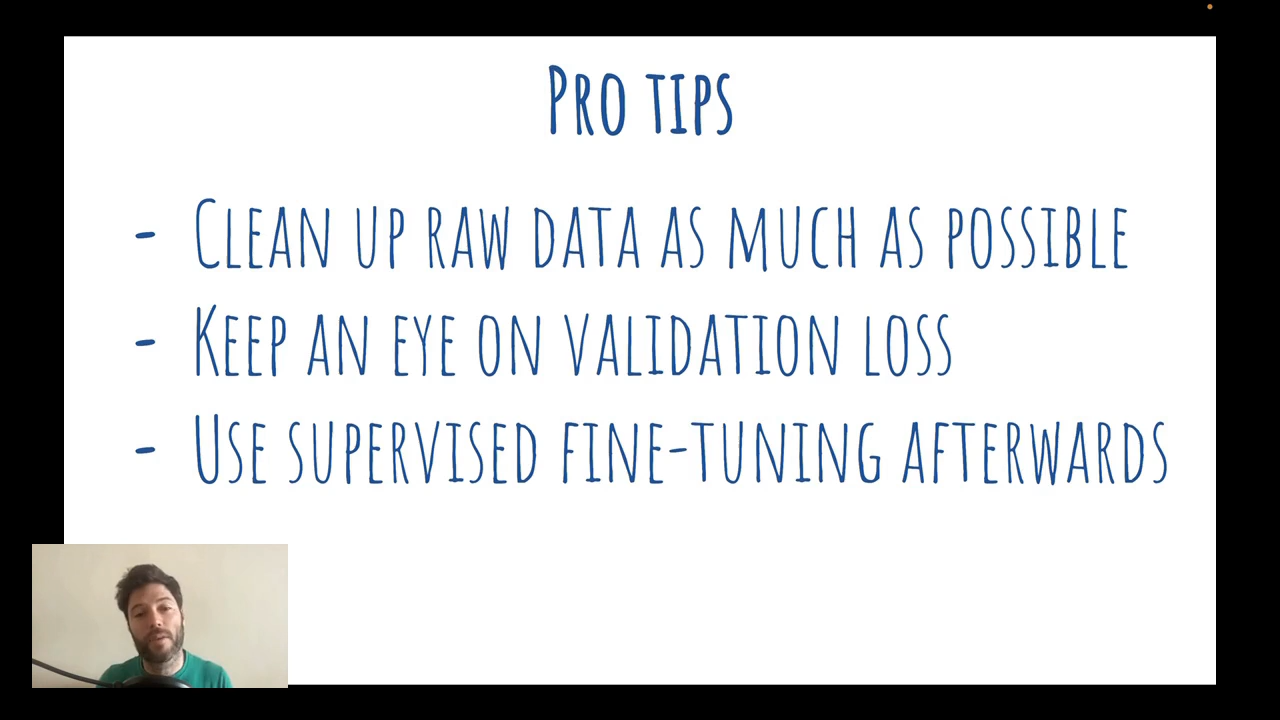 Pro tips
- Clean up raw data as much as possible
- Keep an eye on validation loss
- Use supervised fine-tuning afterwards